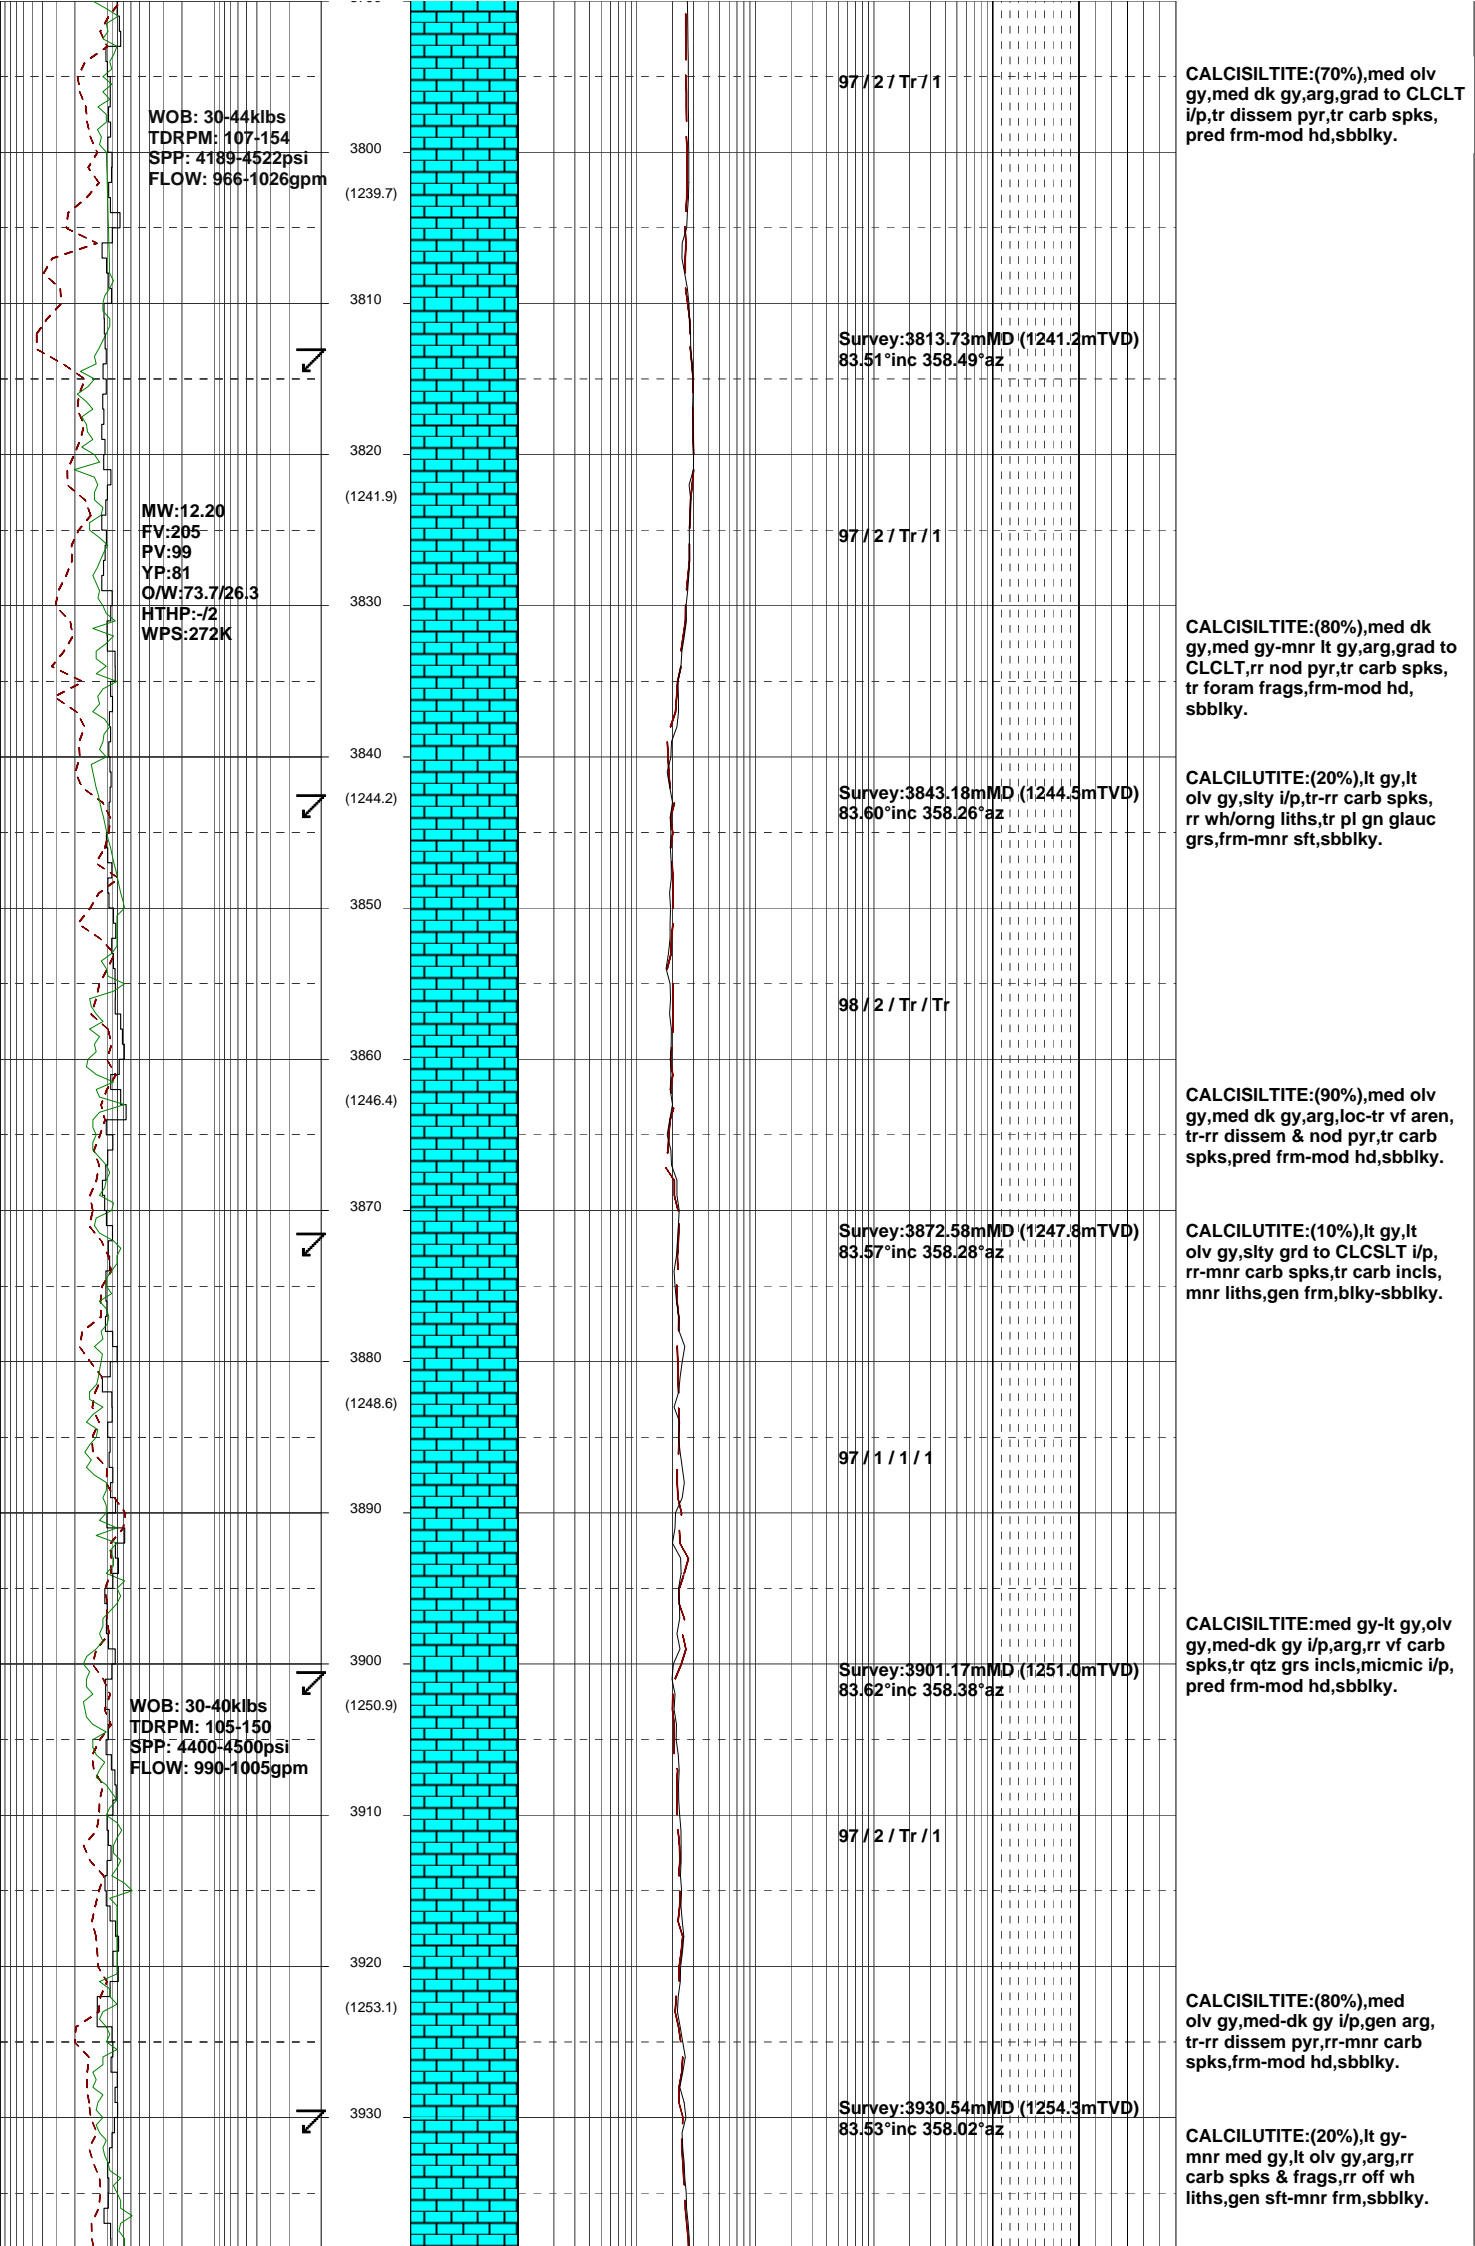 WOB: 30-44klbs
TDRPM: 107-154
SPP: 4189-4522psi
FLOW: 966-1026gpm
MW:12.20
FV:205
PV:99
YP:81
O/W:73.7/26.3
HTHP:-/2
WPS:272K
WOB: 30-40klbs
TDRPM: 105-150
SPP: 4400-4500psi
FLOW: 990-1005gpm
3800
(1239.7)
3810
3820
(1241.9)
3830
3840
(1244.2)
3850
3860
(1246.4)
3870
3880
(1248.6)
3890
3900
(1250.9)
3910
3920
(1253.1)
3930
97 / 2 / Tr / 1
Survey:3813.73mMD (1241.2mTVD)
83.51°inc 358.49°az
97 / 2 / Tr / 1
Survey:3843.18mMD (1244.5mTVD)
83.60°inc 358.26°az
98 / 2 / Tr / Tr
Survey:3872.58mMD (1247.8mTVD)
83.57°inc 358.28°az
97 / 1 / 1 / 1
Survey:3901.17mMD (1251.0mTVD)
83.62°inc 358.38°az
97 / 2 / Tr / 1
Survey:3930.54mMD (1254.3mTVD)
83.53°inc 358.02°az
CALCISILTITE:(70%),med olv
gy,med dk gy,arg,grad to CLCLT
i/p,tr dissem pyr,tr carb spks,
pred frm-mod hd,sbblky.
CALCISILTITE:(80%),med dk
gy,med gy-mnr lt gy,arg,grad to
CLCLT,rr nod pyr,tr carb spks,
tr foram frags,frm-mod hd,
sbblky.
CALCILUTITE:(20%),lt gy,lt
olv gy,slty i/p,tr-rr carb spks,
rr wh/orng liths,tr pl gn glauc
grs,frm-mnr sft,sbblky.
CALCISILTITE:(90%),med olv
gy,med dk gy,arg,loc-tr vf aren,
tr-rr dissem & nod pyr,tr carb
spks,pred frm-mod hd,sbblky.
CALCILUTITE:(10%),lt gy,lt
olv gy,slty grd to CLCSLT i/p,
rr-mnr carb spks,tr carb incls,
mnr liths,gen frm,blky-sbblky.
CALCISILTITE:med gy-lt gy,olv
gy,med-dk gy i/p,arg,rr vf carb
spks,tr qtz grs incls,micmic i/p,
pred frm-mod hd,sbblky.
CALCISILTITE:(80%),med
olv gy,med-dk gy i/p,gen arg,
tr-rr dissem pyr,rr-mnr carb
spks,frm-mod hd,sbblky.
CALCILUTITE:(20%),lt gy-
mnr med gy,lt olv gy,arg,rr
carb spks & frags,rr off wh
liths,gen sft-mnr frm,sbblky.